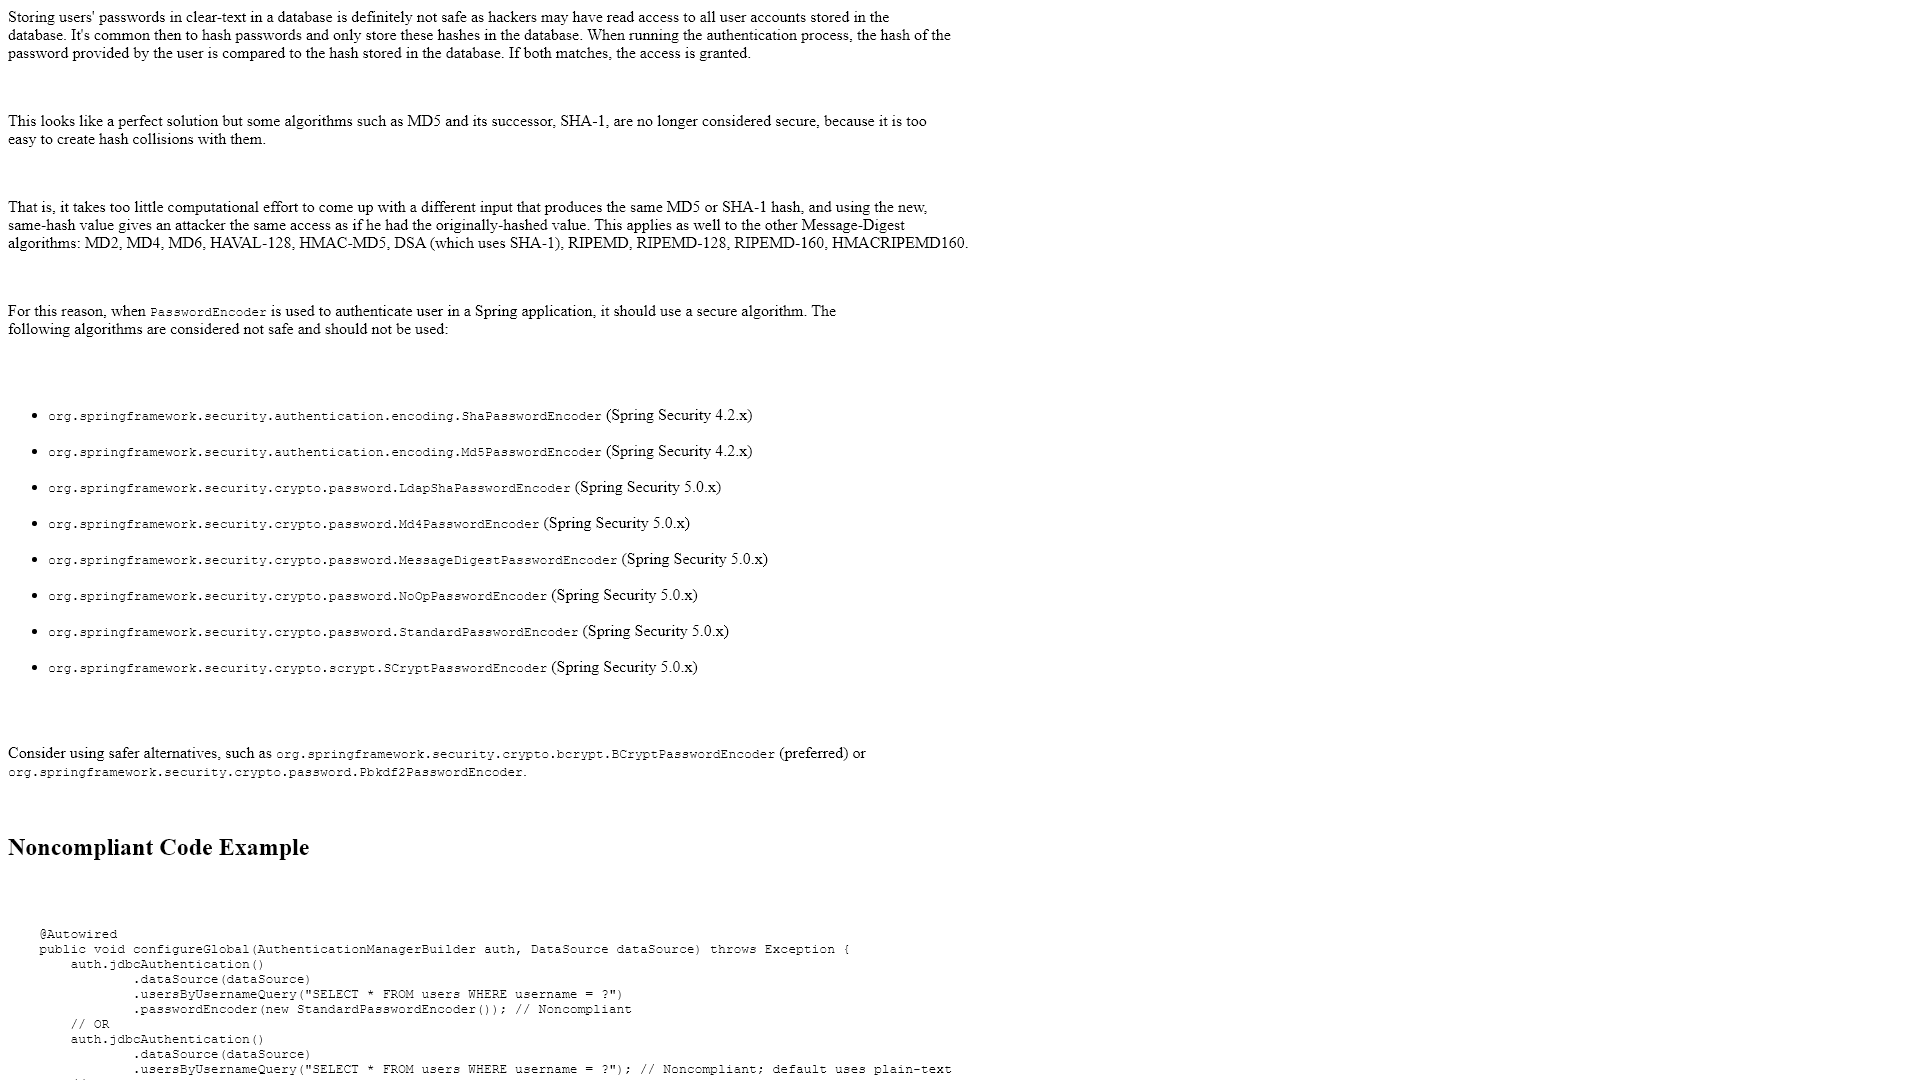 Storing users' passwords in clear-text in a database is definitely not safe as hackers may have read access to all user accounts stored in the
database. It's common then to hash passwords and only store these hashes in the database. When running the authentication process, the hash of the
password provided by the user is compared to the hash stored in the database. If both matches, the access is granted.
This looks like a perfect solution but some algorithms such as MD5 and its successor, SHA-1, are no longer considered secure, because it is too
easy to create hash collisions with them.
That is, it takes too little computational effort to come up with a different input that produces the same MD5 or SHA-1 hash, and using the new,
same-hash value gives an attacker the same access as if he had the originally-hashed value. This applies as well to the other Message-Digest
algorithms: MD2, MD4, MD6, HAVAL-128, HMAC-MD5, DSA (which uses SHA-1), RIPEMD, RIPEMD-128, RIPEMD-160, HMACRIPEMD160.
For this reason, when PasswordEncoder is used to authenticate user in a Spring application, it should use a secure algorithm. The
following algorithms are considered not safe and should not be used:
• org.springframework.security.authentication.encoding.ShaPasswordEncoder (Spring Security 4.2.x)
• org.springframework.security.authentication.encoding.Md5PasswordEncoder (Spring Security 4.2.x)
• org.springframework.security.crypto.password.LdapShaPasswordEncoder (Spring Security 5.0.x)
• org.springframework.security.crypto.password.Md4PasswordEncoder (Spring Security 5.0.x)
• org.springframework.security.crypto.password.MessageDigestPasswordEncoder (Spring Security 5.0.x)
• org.springframework.security.crypto.password.NoOpPasswordEncoder (Spring Security 5.0.x)
• org.springframework.security.crypto.password.StandardPasswordEncoder (Spring Security 5.0.x)
• org.springframework.security.crypto.scrypt.SCryptPasswordEncoder (Spring Security 5.0.x)
Consider using safer alternatives, such as org.springframework.security.crypto.bcrypt.BCryptPasswordEncoder (preferred) or
org.springframework.security.crypto.password.Pbkdf2PasswordEncoder.
Noncompliant Code Example
@Autowired
public void configureGlobal(AuthenticationManagerBuilder auth, DataSource dataSource) throws Exception {
auth.jdbcAuthentication()
.dataSource(dataSource)
.usersByUsernameQuery("SELECT * FROM users WHERE username = ?")
.passwordEncoder(new StandardPasswordEncoder()); // Noncompliant
// OR
auth.jdbcAuthentication()
.dataSource(dataSource)
.usersByUsernameQuery("SELECT * FROM users WHERE username = ?"); // Noncompliant; default uses plain-text